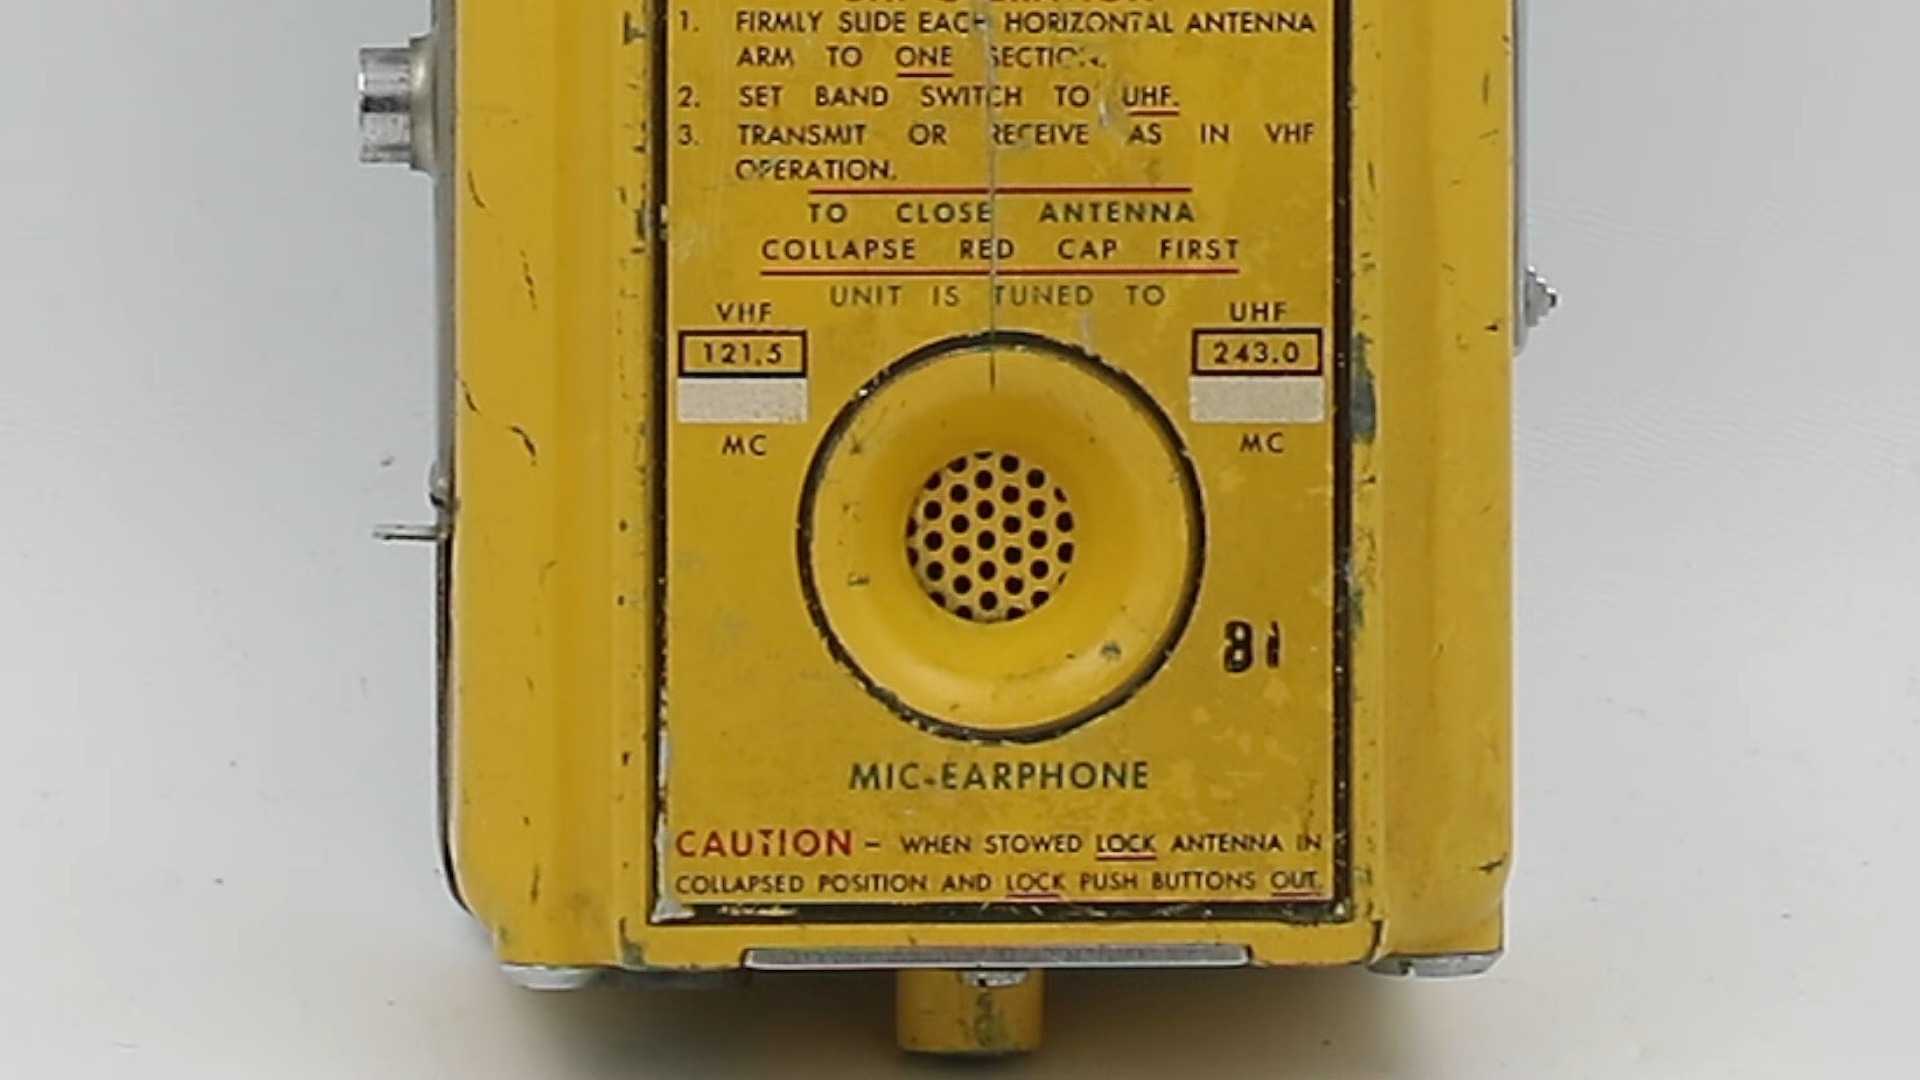 1. FIRMLY SLIDE EACH HORIZONTAL ANTENNA
ARM TO ONE SECTION.
2. SET BAND SWITCH TO UHF.
3. TRANSMIT OR RECEIVE AS IN VHF
OPERATION.
TO CLOSE ANTENNA
COLLAPSE RED CAP FIRST
UNIT IS TUNED TO
VHF UHF
121.5 243.0
MC MC
81
MIC-EARPHONE
CAUTION - WHEN STOWED LOCK ANTENNA IN
COLLAPSED POSITION AND LOCK PUSH BUTTONS OUT.